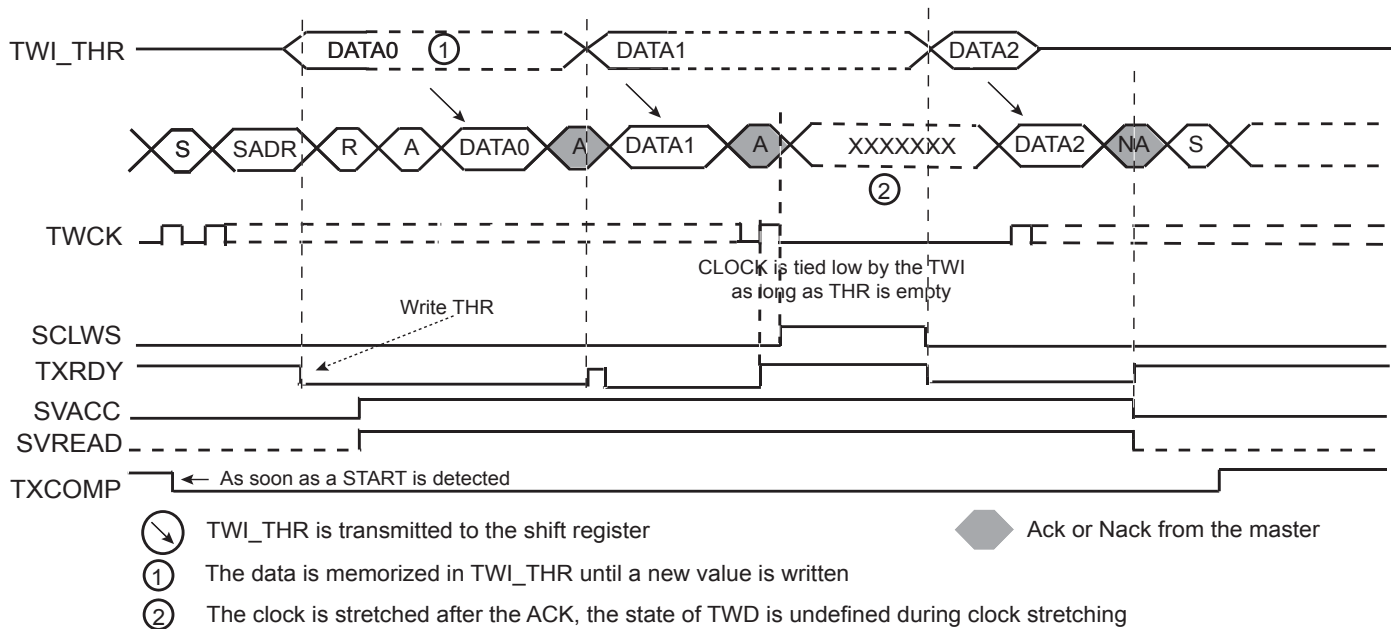 TWI_THR DATA0 1 DATA1 DATA2
S SADR R A DATA0 A DATA1 A XXXXXXX DATA2 NA S
2
TWCK
CLOCK is tied low by the TWI
as long as THR is empty
Write THR
SCLWS
TXRDY
SVACC
SVREAD
TXCOMP As soon as a START is detected
TWI_THR is transmitted to the shift register Ack or Nack from the master
1 The data is memorized in TWI_THR until a new value is written
2 The clock is stretched after the ACK, the state of TWD is undefined during clock stretching